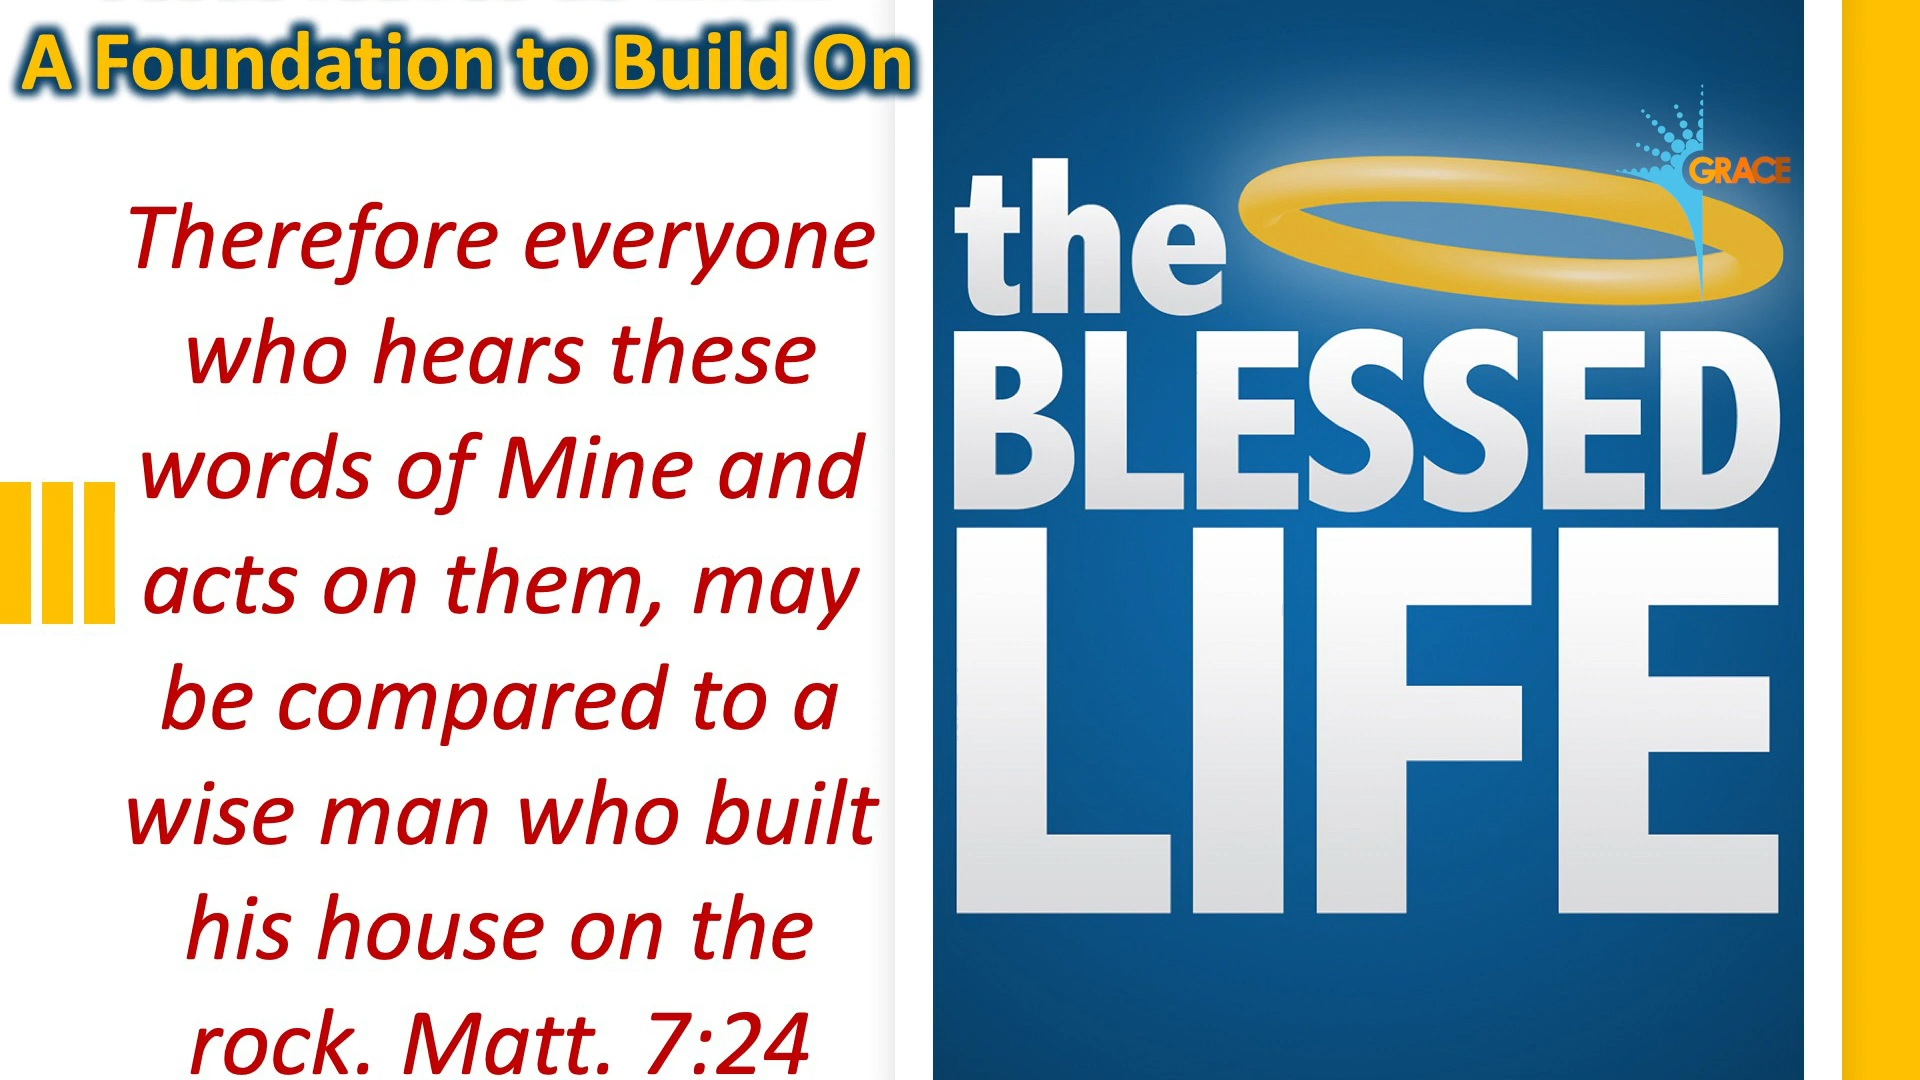 A Foundation to Build On
Therefore everyone
who hears these
words of Mine and
acts on them, may
be compared to a
wise man who built
his house on the
rock. Matt. 7:24
the
BLESSED
LIFE
GRACE